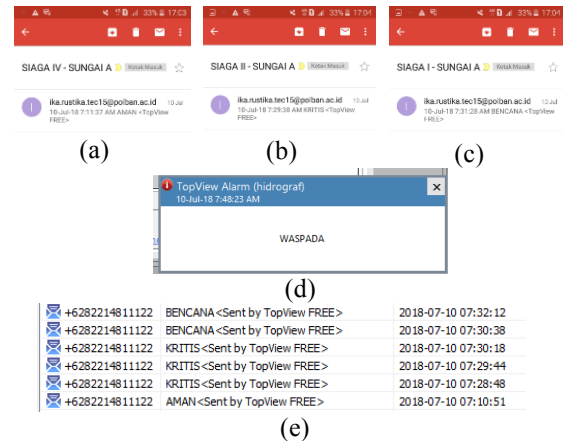 33% 17:03
SIAGA IV - SUNGAI A Kotak Masuk
I
ika.rustika.tec15@polban.ac.id 10 Jul
10-Jul-18 7:11:37 AM AMAN <TopView
FREE>
(a)
33% 17:04
SIAGA II - SUNGAI A Kotak Masuk
I
ika.rustika.tec15@polban.ac.id 10 Jul
10-Jul-18 7:29:38 AM KRITIS <TopView
FREE>
(b)
33% 17:04
SIAGA I - SUNGAI A Kotak Masuk
I
ika.rustika.tec15@polban.ac.id 10 Jul
10-Jul-18 7:31:28 AM BENCANA <TopView
FREE>
(c)
TopView Alarm (hidrograf)
10-Jul-18 7:48:23 AM
WASPADA
(d)
+6282214811122 BENCANA<Sent by TopView FREE> 2018-07-10 07:32:12
+6282214811122 BENCANA<Sent by TopView FREE> 2018-07-10 07:30:38
+6282214811122 KRITIS<Sent by TopView FREE> 2018-07-10 07:30:18
+6282214811122 KRITIS<Sent by TopView FREE> 2018-07-10 07:29:44
+6282214811122 KRITIS<Sent by TopView FREE> 2018-07-10 07:28:48
+6282214811122 AMAN<Sent by TopView FREE> 2018-07-10 07:10:51
(e)